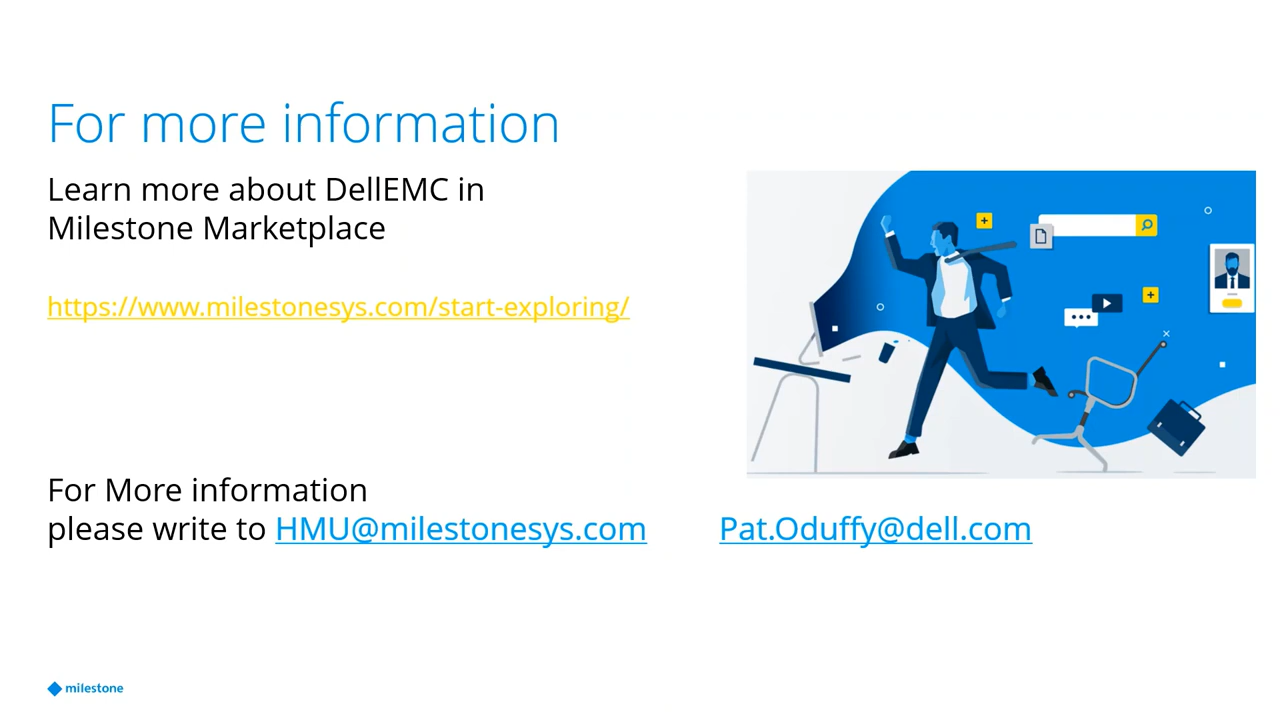 For more information
Learn more about DellEMC in
Milestone Marketplace
https://www.milestonesys.com/start-exploring/
For More information
please write to HMU@milestonesys.com Pat.Oduffy@dell.com
milestone